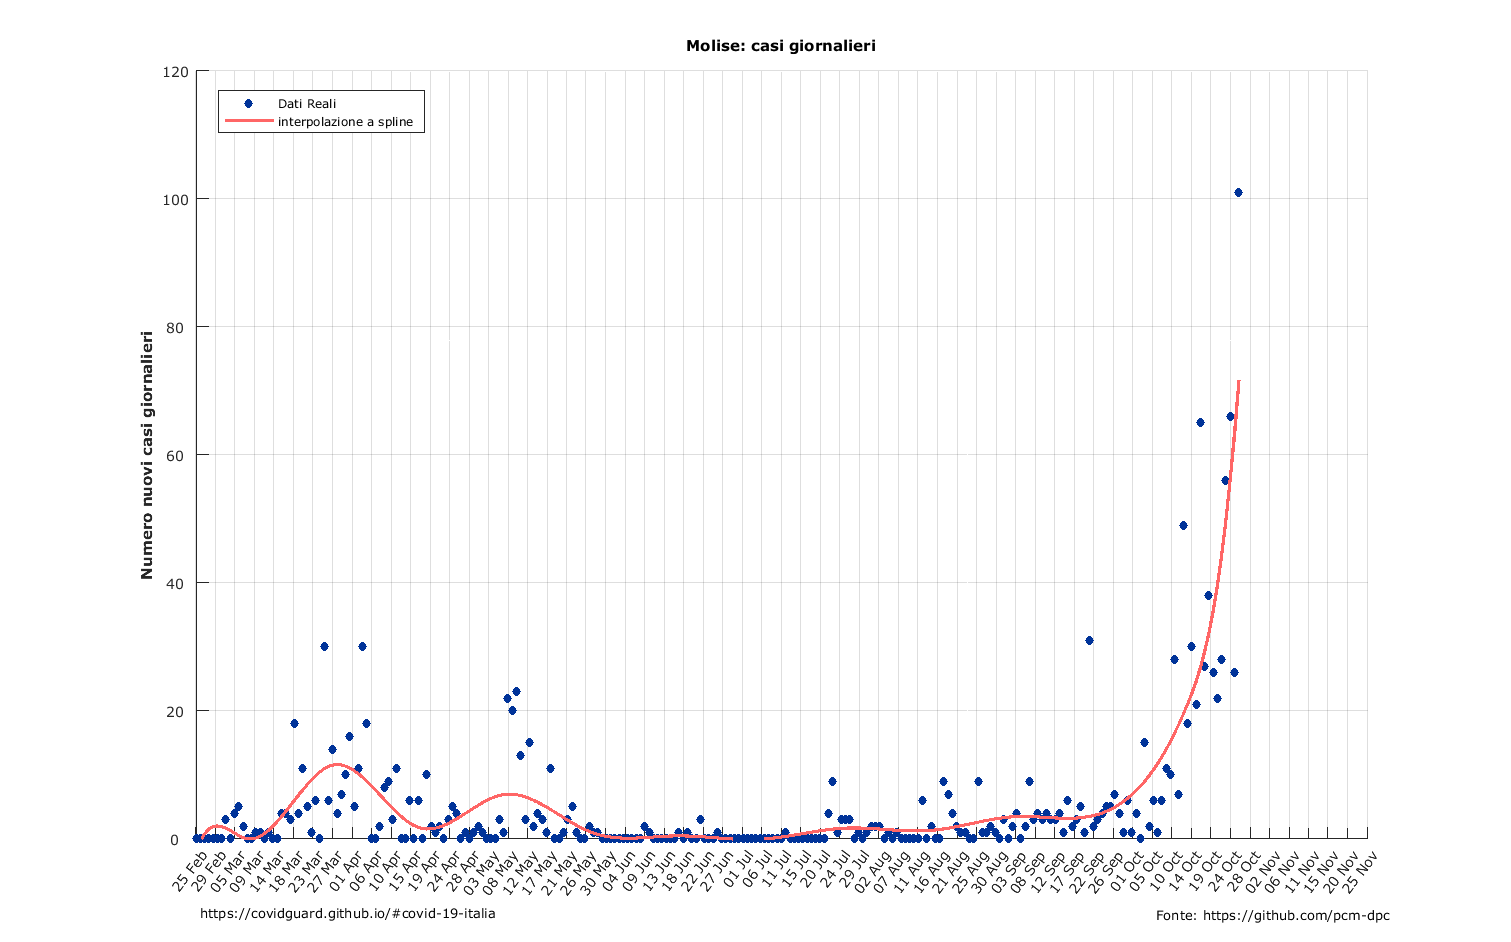 Molise: casi giornalieri
120
100
80
60
40
20
0
Numero nuovi casi giornalieri
Dati Reali
interpolazione a spline
25 Feb
29 Feb
05 Mar
09 Mar
14 Mar
18 Mar
23 Mar
27 Mar
01 Apr
06 Apr
10 Apr
15 Apr
19 Apr
24 Apr
28 Apr
03 May
08 May
12 May
17 May
21 May
26 May
30 May
04 Jun
09 Jun
13 Jun
18 Jun
22 Jun
27 Jun
01 Jul
06 Jul
11 Jul
15 Jul
20 Jul
24 Jul
29 Jul
02 Aug
07 Aug
11 Aug
16 Aug
21 Aug
25 Aug
30 Aug
03 Sep
08 Sep
12 Sep
17 Sep
22 Sep
26 Sep
01 Oct
05 Oct
10 Oct
14 Oct
19 Oct
24 Oct
28 Oct
02 Nov
06 Nov
11 Nov
15 Nov
20 Nov
25 Nov
https://covidguard.github.io/#covid-19-italia
Fonte: https://github.com/pcm-dpc